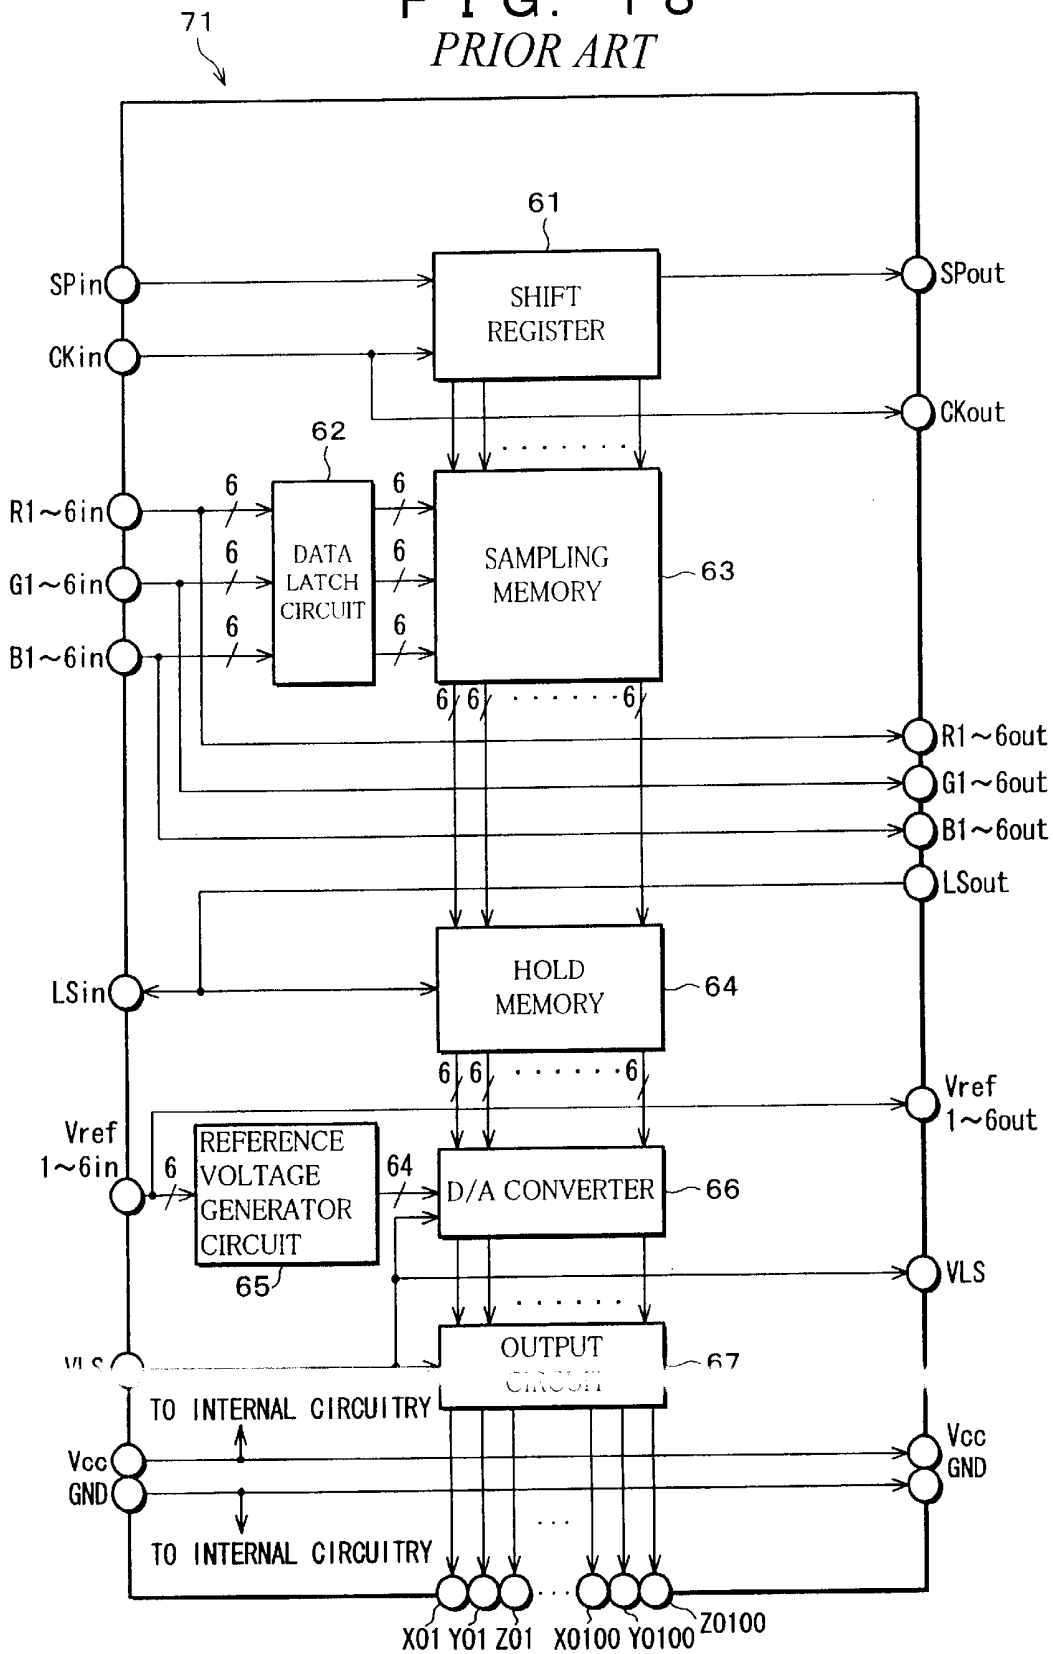 FIG. 18
PRIOR ART
71
61
SPin
SHIFT
REGISTER
SPout
CKin
CKout
62
R1~6in
6
6
G1~6in
6
DATA
LATCH
CIRCUIT
6
SAMPLING
MEMORY
63
B1~6in
6
6
6
6
6
R1~6out
G1~6out
B1~6out
LSout
LSin
HOLD
MEMORY
64
6
6
6
Vref
1~6out
Vref
1~6in
6
REFERENCE
VOLTAGE
GENERATOR
CIRCUIT
64
D/A CONVERTER
66
65
VLS
VLS
OUTPUT
CIRCUIT
67
TO INTERNAL CIRCUITRY
Vcc
Vcc
GND
GND
TO INTERNAL CIRCUITRY
X01 Y01 Z01 X0100 Y0100 Z0100